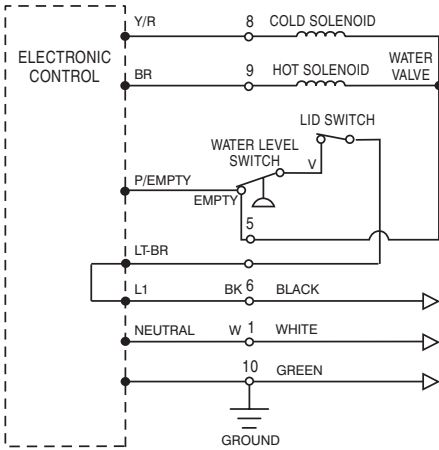 Y/R
8
COLD SOLENOID
ELECTRONIC
CONTROL
BR
9
HOT SOLENOID
WATER
VALVE
LID SWITCH
WATER LEVEL
SWITCH
V
P/EMPTY
EMPTY
5
LT-BR
L1
BK 6
BLACK
NEUTRAL
W 1
WHITE
10
GREEN
GROUND